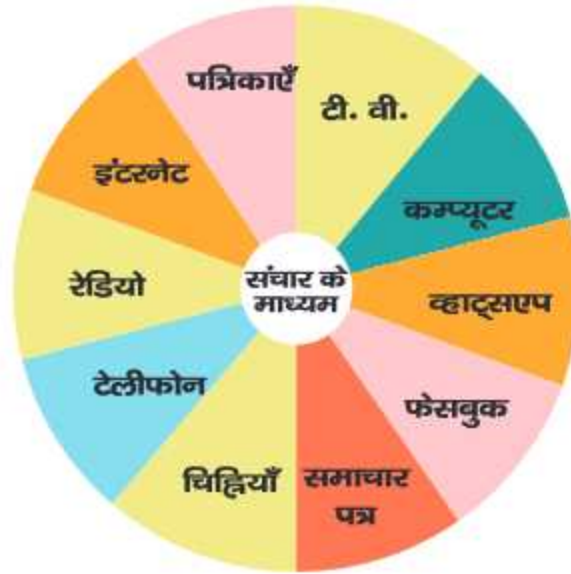 पत्रिकाएँ
टी. वी.
इंटरनेट
कम्प्यूटर
रेडियो
संचार के
माध्यम
व्हाट्सएप
टेलीफोन
फेसबुक
चिट्ठियाँ
समाचार
पत्र